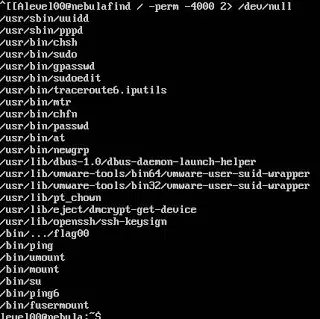 ^[[Alevel00@nebulafind / -perm -4000 2> /dev/null
/usr/sbin/uuidd
/usr/sbin/pppd
/usr/bin/chsh
/usr/bin/sudo
/usr/bin/gpasswd
/usr/bin/sudoedit
/usr/bin/traceroute6.iputils
/usr/bin/mtr
/usr/bin/chfn
/usr/bin/passwd
/usr/bin/at
/usr/bin/newgrp
/usr/lib/dbus-1.0/dbus-daemon-launch-helper
/usr/lib/vmware-tools/bin64/vmware-user-suid-wrapper
/usr/lib/vmware-tools/bin32/vmware-user-suid-wrapper
/usr/lib/pt_chown
/usr/lib/eject/dmcrypt-get-device
/usr/lib/openssh/ssh-keysign
/bin/.../flag00
/bin/ping
/bin/umount
/bin/mount
/bin/su
/bin/ping6
/bin/fusermount
level00@nebula:~$